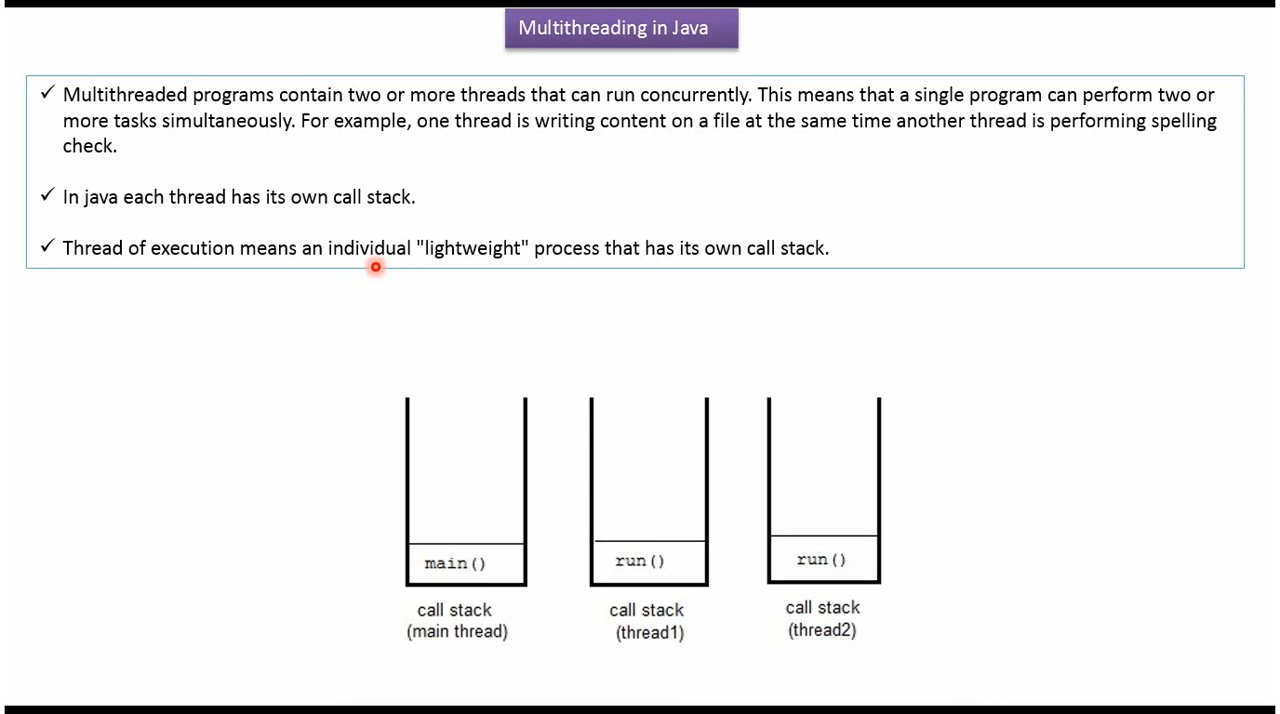 Multithreading in Java
✓ Multithreaded programs contain two or more threads that can run concurrently. This means that a single program can perform two or
more tasks simultaneously. For example, one thread is writing content on a file at the same time another thread is performing spelling
check.
✓ In java each thread has its own call stack.
✓ Thread of execution means an individual "lightweight" process that has its own call stack.
main() run() run()
call stack call stack call stack
(main thread) (thread1) (thread2)